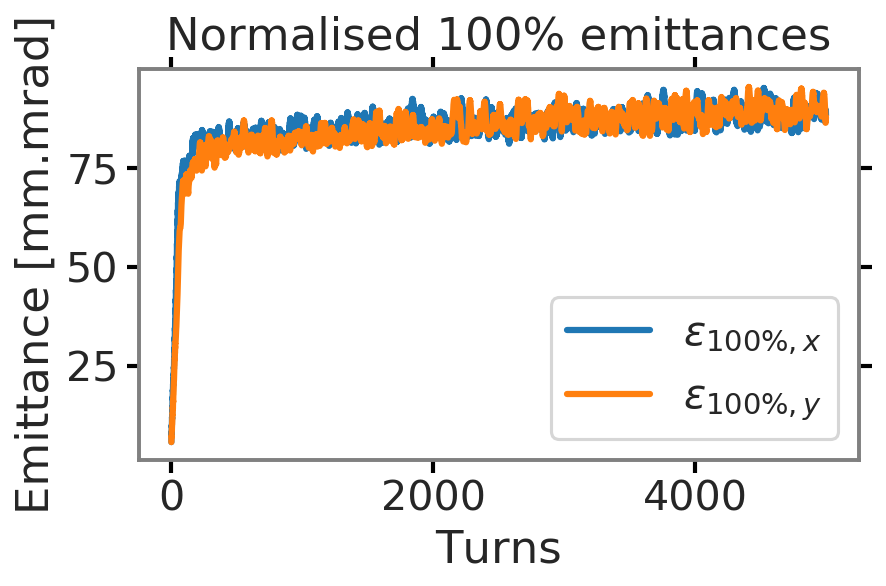 Normalised 100% emittances
Emittance [mm.mrad]
75
50
25
0 2000 4000
Turns
ε100%, x
ε100%, y